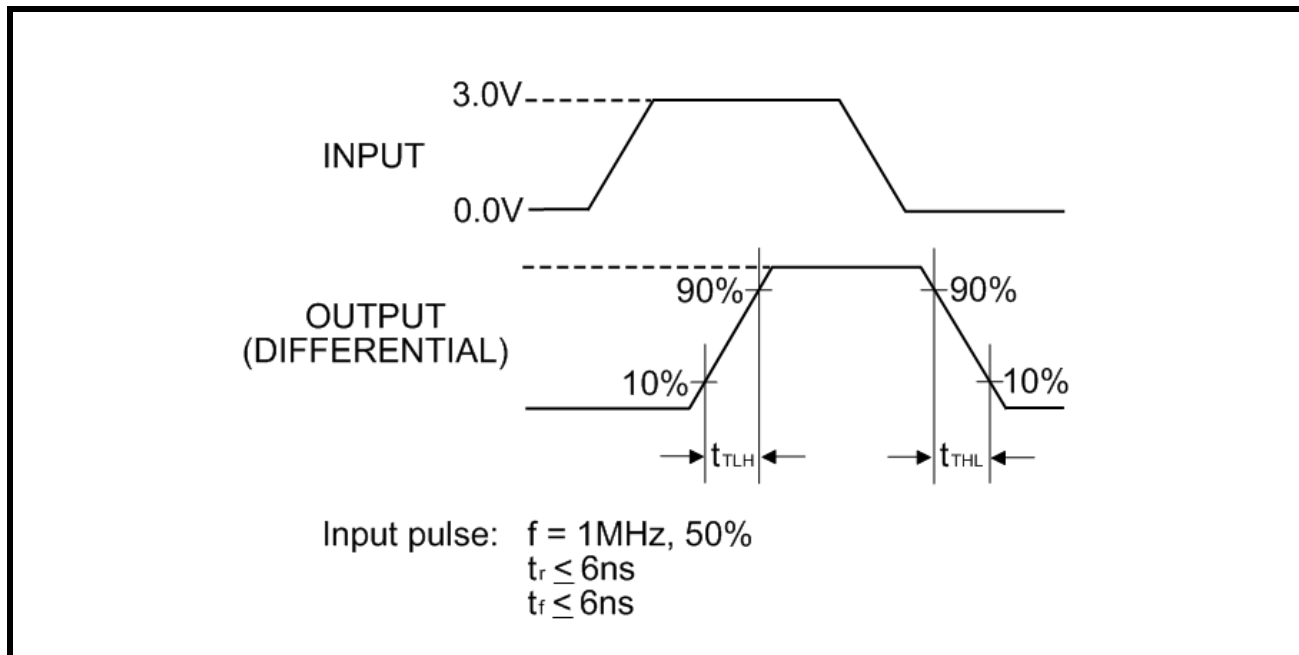 3.0V
INPUT
0.0V
90% 90%
OUTPUT
(DIFFERENTIAL)
10% 10%
tTLH tTHL
Input pulse: f = 1MHz, 50%
tr ≤ 6ns
tf ≤ 6ns